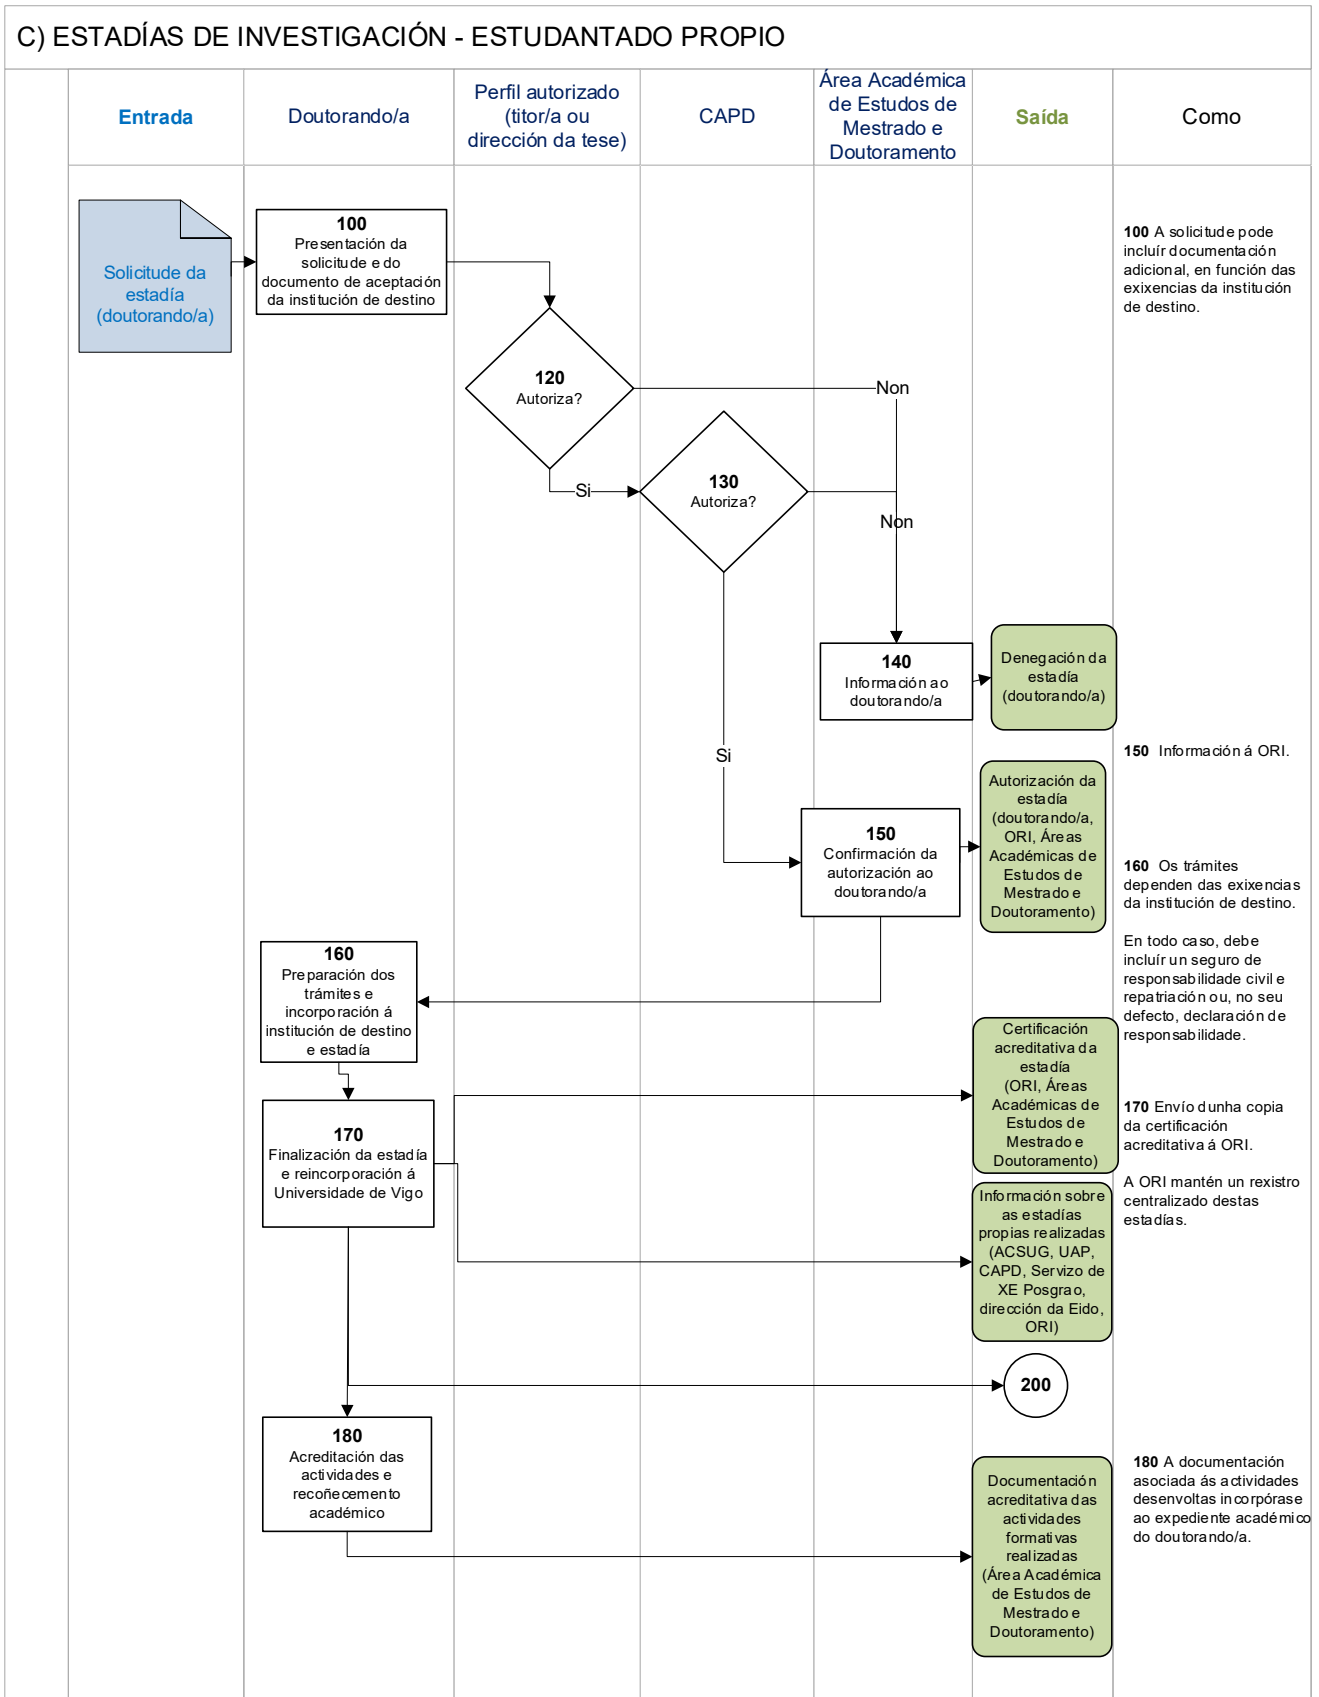 C) ESTADÍAS DE INVESTIGACIÓN - ESTUDANTADO PROPIO
Entrada
Doutorando/a
Perfil autorizado
(titor/a ou
dirección da tese)
CAPD
Área Académica
de Estudos de
Mestrado e
Doutoramento
Saída
Como
Solicitude da
estadía
(doutorando/a)
100
Presentación da
solicitude e do
documento de aceptación
da institución de destino
100 A solicitude pode
incluír documentación
adicional, en función das
exixencias da institución
de destino.
120
Autoriza?
Non
Si
130
Autoriza?
Non
Si
140
Información ao
doutorando/a
Denegación da
estadía
(doutorando/a)
150 Información á ORI.
150
Confirmación da
autorización ao
doutorando/a
Autorización da
estadía
(doutorando/a,
ORI, Áreas
Académicas de
Estudos de
Mestrado e
Doutoramento)
160 Os trámites
dependen das exixencias
da institución de destino.
En todo caso, debe
incluír un seguro de
responsabilidade civil e
repatriación ou, no seu
defecto, declaración de
responsabilidade.
160
Preparación dos
trámites e
incorporación á
institución de destino
e estadía
Certificación
acreditativa da
estadía
(ORI, Áreas
Académicas de
Estudos de
Mestrado e
Doutoramento)
170
Finalización da estadía
e reincorporación á
Universidade de Vigo
170 Envío dunha copia
da certificación
acreditativa á ORI.
A ORI mantén un rexistro
centralizado destas
estadías.
Información sobre
as estadías
propias realizadas
(ACSUG, UAP,
CAPD, Servizo de
XE Posgrao,
dirección da Eido,
ORI)
200
180
Acreditación das
actividades e
recoñecemento
académico
Documentación
acreditativa das
actividades
formativas
realizadas
(Área Académica
de Estudos de
Mestrado e
Doutoramento)
180 A documentación
asociada ás actividades
desenvoltas incorpórase
ao expediente académico
do doutorando/a.